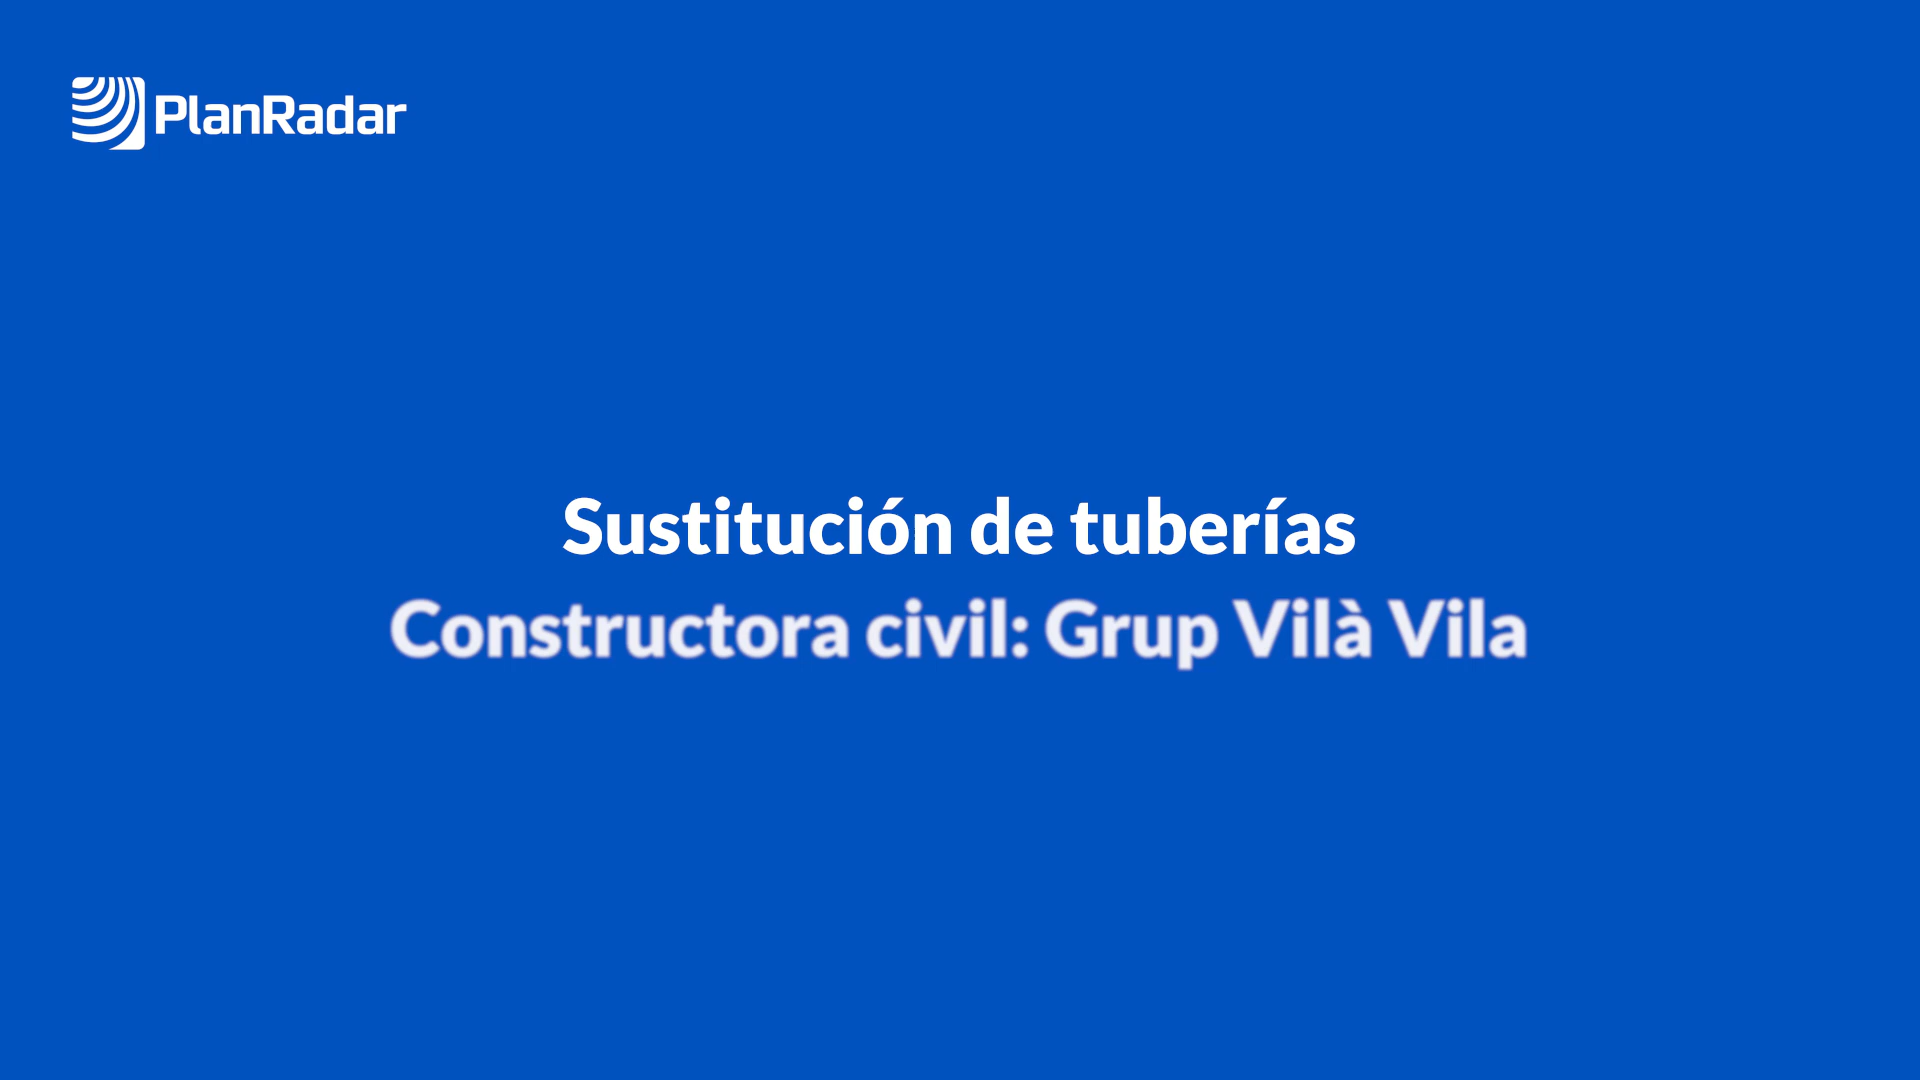 PlanRadar
Sustitución de tuberías
Constructora civil: Grup Vilà Vila